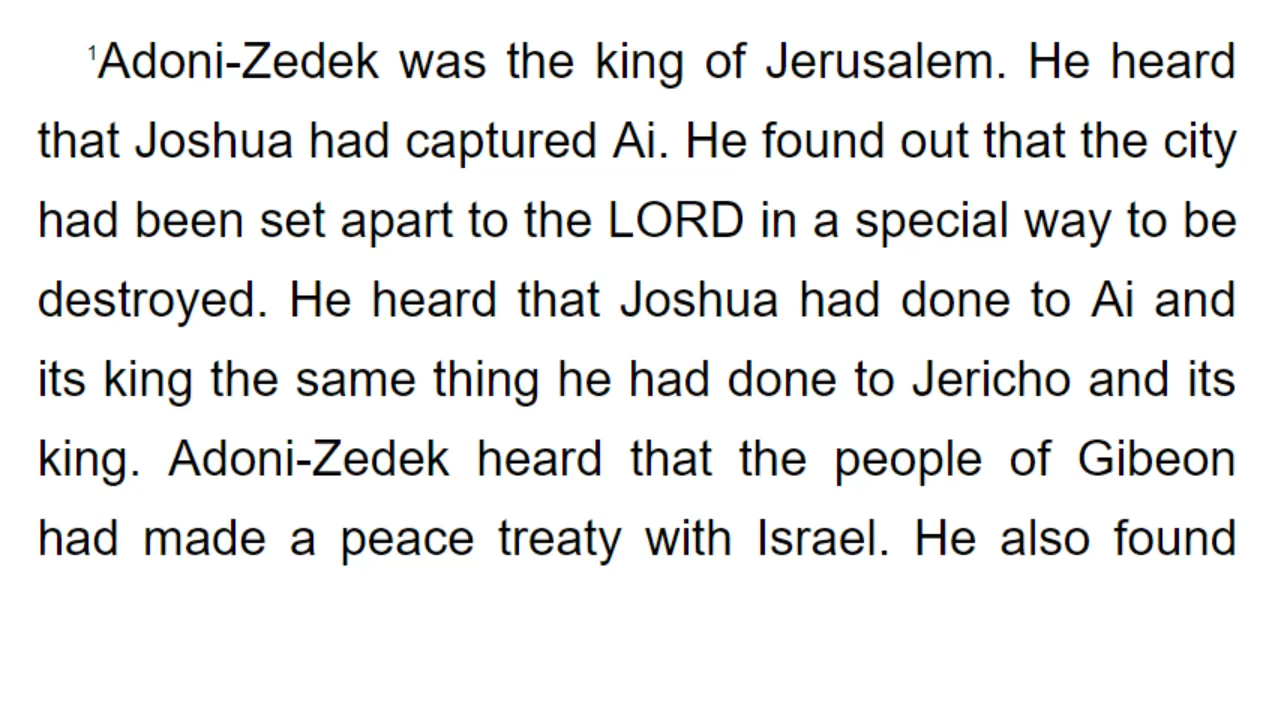 ¹Adoni-Zedek was the king of Jerusalem. He heard
that Joshua had captured Ai. He found out that the city
had been set apart to the LORD in a special way to be
destroyed. He heard that Joshua had done to Ai and
its king the same thing he had done to Jericho and its
king. Adoni-Zedek heard that the people of Gibeon
had made a peace treaty with Israel. He also found